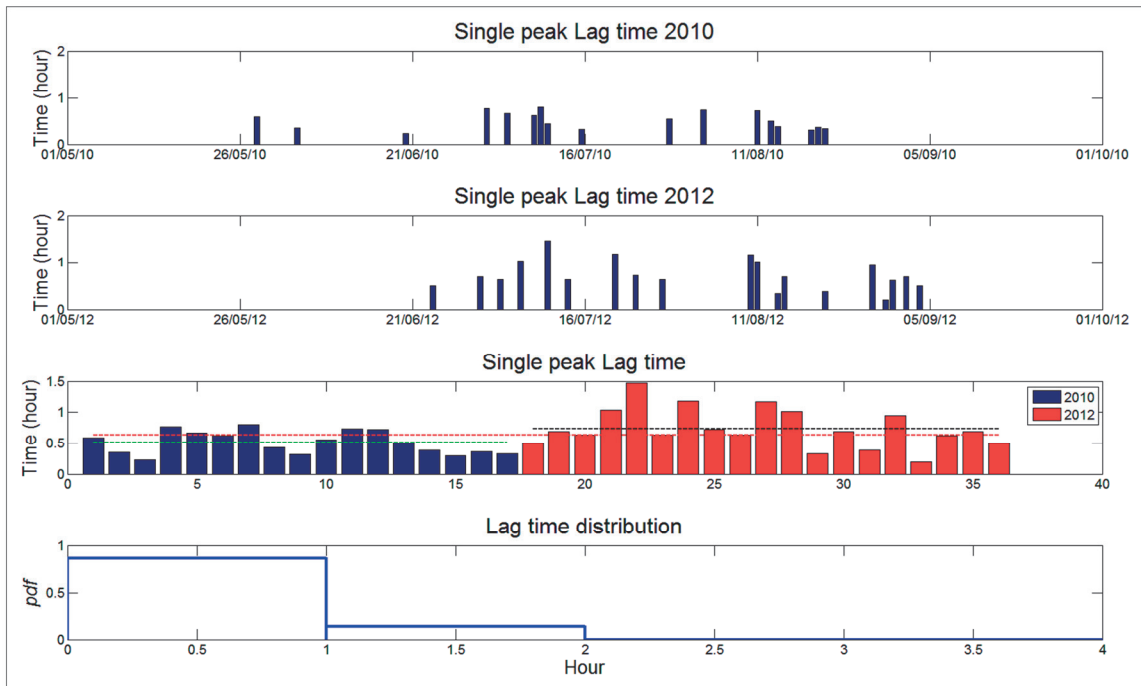 Single peak Lag time 2010
Time (hour)
2
1
0
01/05/10 26/05/10 21/06/10 16/07/10 11/08/10 05/09/10 01/10/10
Single peak Lag time 2012
Time (hour)
2
1
0
01/05/12 26/05/12 21/06/12 16/07/12 11/08/12 05/09/12 01/10/12
Single peak Lag time
Time (hour)
1.5
1
0.5
0
2010
2012
0 5 10 15 20 25 30 35 40
Lag time distribution
pdf
1
0.5
0
0 0.5 1 1.5 2 2.5 3 3.5 4
Hour